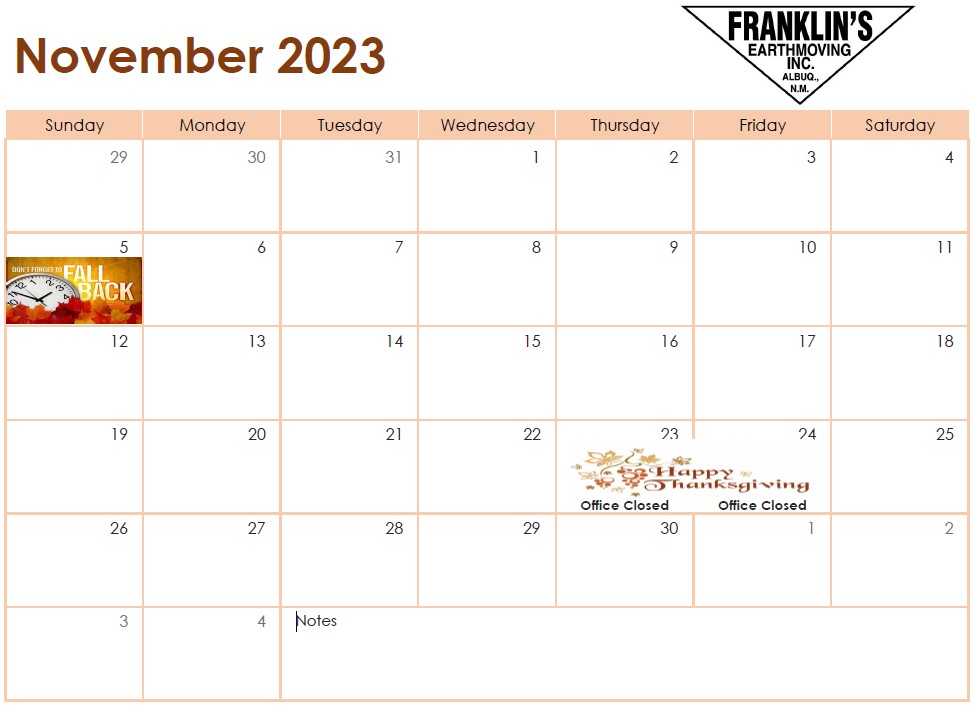 November 2023
FRANKLIN'S
EARTHMOVING
INC.
ALBUQ.,
N.M.
Sunday Monday Tuesday Wednesday Thursday Friday Saturday
29 30 31 1 2 3 4
5 6 7 8 9 10 11
DON'T FORGET TO FALL
BACK
12 13 14 15 16 17 18
19 20 21 22 23 24 25
Happy
Thanksgiving
Office Closed Office Closed
26 27 28 29 30 1 2
3 4 Notes